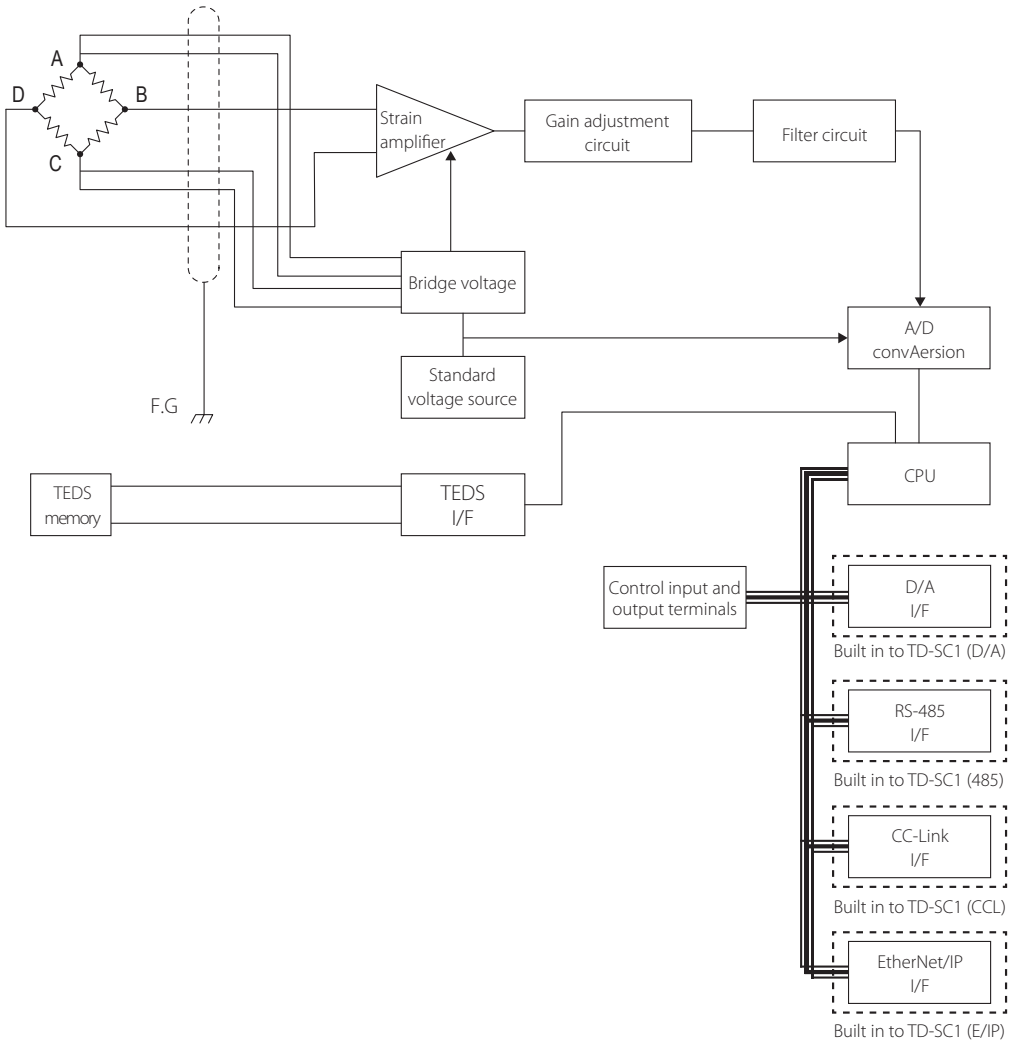 A
D
B
C
Strain
amplifier
Gain adjustment
circuit
Filter circuit
Bridge voltage
Standard
voltage source
A/D
convAersion
F.G
TEDS
memory
TEDS
I/F
CPU
Control input and
output terminals
D/A
I/F
Built in to TD-SC1 (D/A)
RS-485
I/F
Built in to TD-SC1 (485)
CC-Link
I/F
Built in to TD-SC1 (CCL)
EtherNet/IP
I/F
Built in to TD-SC1 (E/IP)